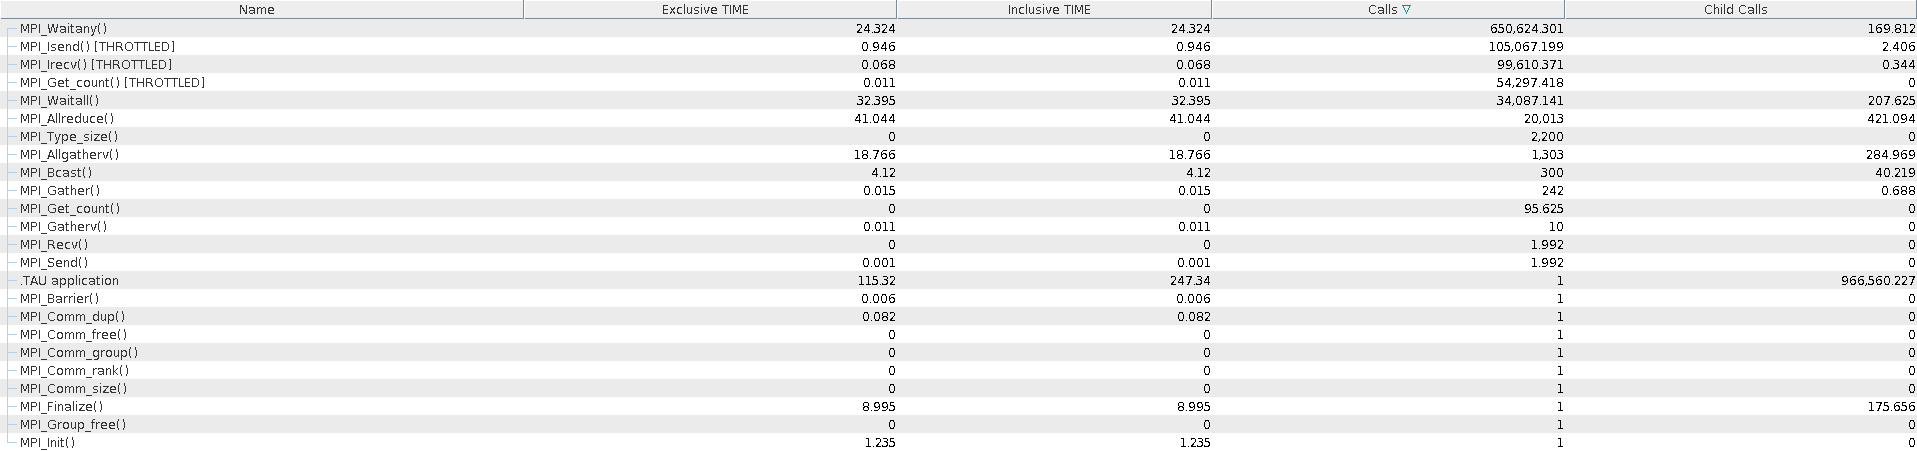 Name Exclusive TIME Inclusive TIME Calls ▽ Child Calls
MPI_Waitany() 24.324 24.324 650,624.301 169.812
MPI_Isend() [THROTTLED] 0.946 0.946 105,067.199 2.406
MPI_Irecv() [THROTTLED] 0.068 0.068 99,610.371 0.344
MPI_Get_count() [THROTTLED] 0.011 0.011 54,297.418 0
MPI_Waitall() 32.395 32.395 34,087.141 207.625
MPI_Allreduce() 41.044 41.044 20,013 421.094
MPI_Type_size() 0 0 2,200 0
MPI_Allgatherv() 18.766 18.766 1,303 284.969
MPI_Bcast() 4.12 4.12 300 40.219
MPI_Gather() 0.015 0.015 242 0.688
MPI_Get_count() 0 0 95.625 0
MPI_Gatherv() 0.011 0.011 10 0
MPI_Recv() 0 0 1.992 0
MPI_Send() 0.001 0.001 1.992 0
.TAU application 115.32 247.34 1 966,560.227
MPI_Barrier() 0.006 0.006 1 0
MPI_Comm_dup() 0.082 0.082 1 0
MPI_Comm_free() 0 0 1 0
MPI_Comm_group() 0 0 1 0
MPI_Comm_rank() 0 0 1 0
MPI_Comm_size() 0 0 1 0
MPI_Finalize() 8.995 8.995 1 175.656
MPI_Group_free() 0 0 1 0
MPI_Init() 1.235 1.235 1 0